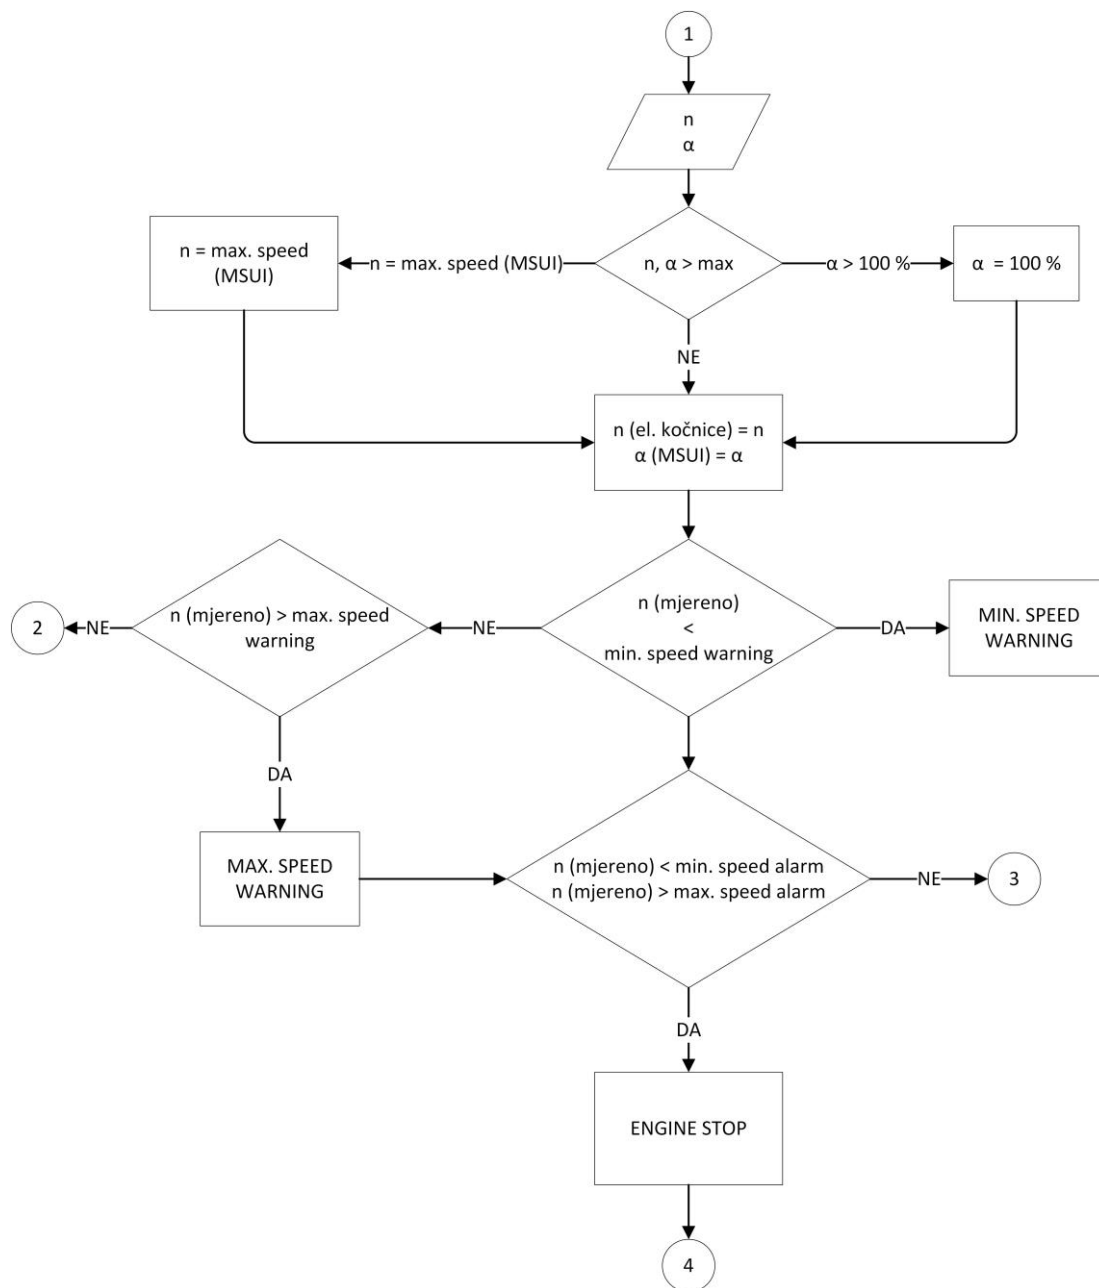 1
n
α
n = max. speed
(MSUI)
n = max. speed (MSUI)
n, α > max
α > 100 %
α = 100 %
NE
n (el. kočnice) = n
α (MSUI) = α
2
NE
n (mjereno) > max. speed
warning
NE
n (mjereno)
<
min. speed warning
DA
MIN. SPEED
WARNING
DA
MAX. SPEED
WARNING
n (mjereno) < min. speed alarm
n (mjereno) > max. speed alarm
NE
3
DA
ENGINE STOP
4